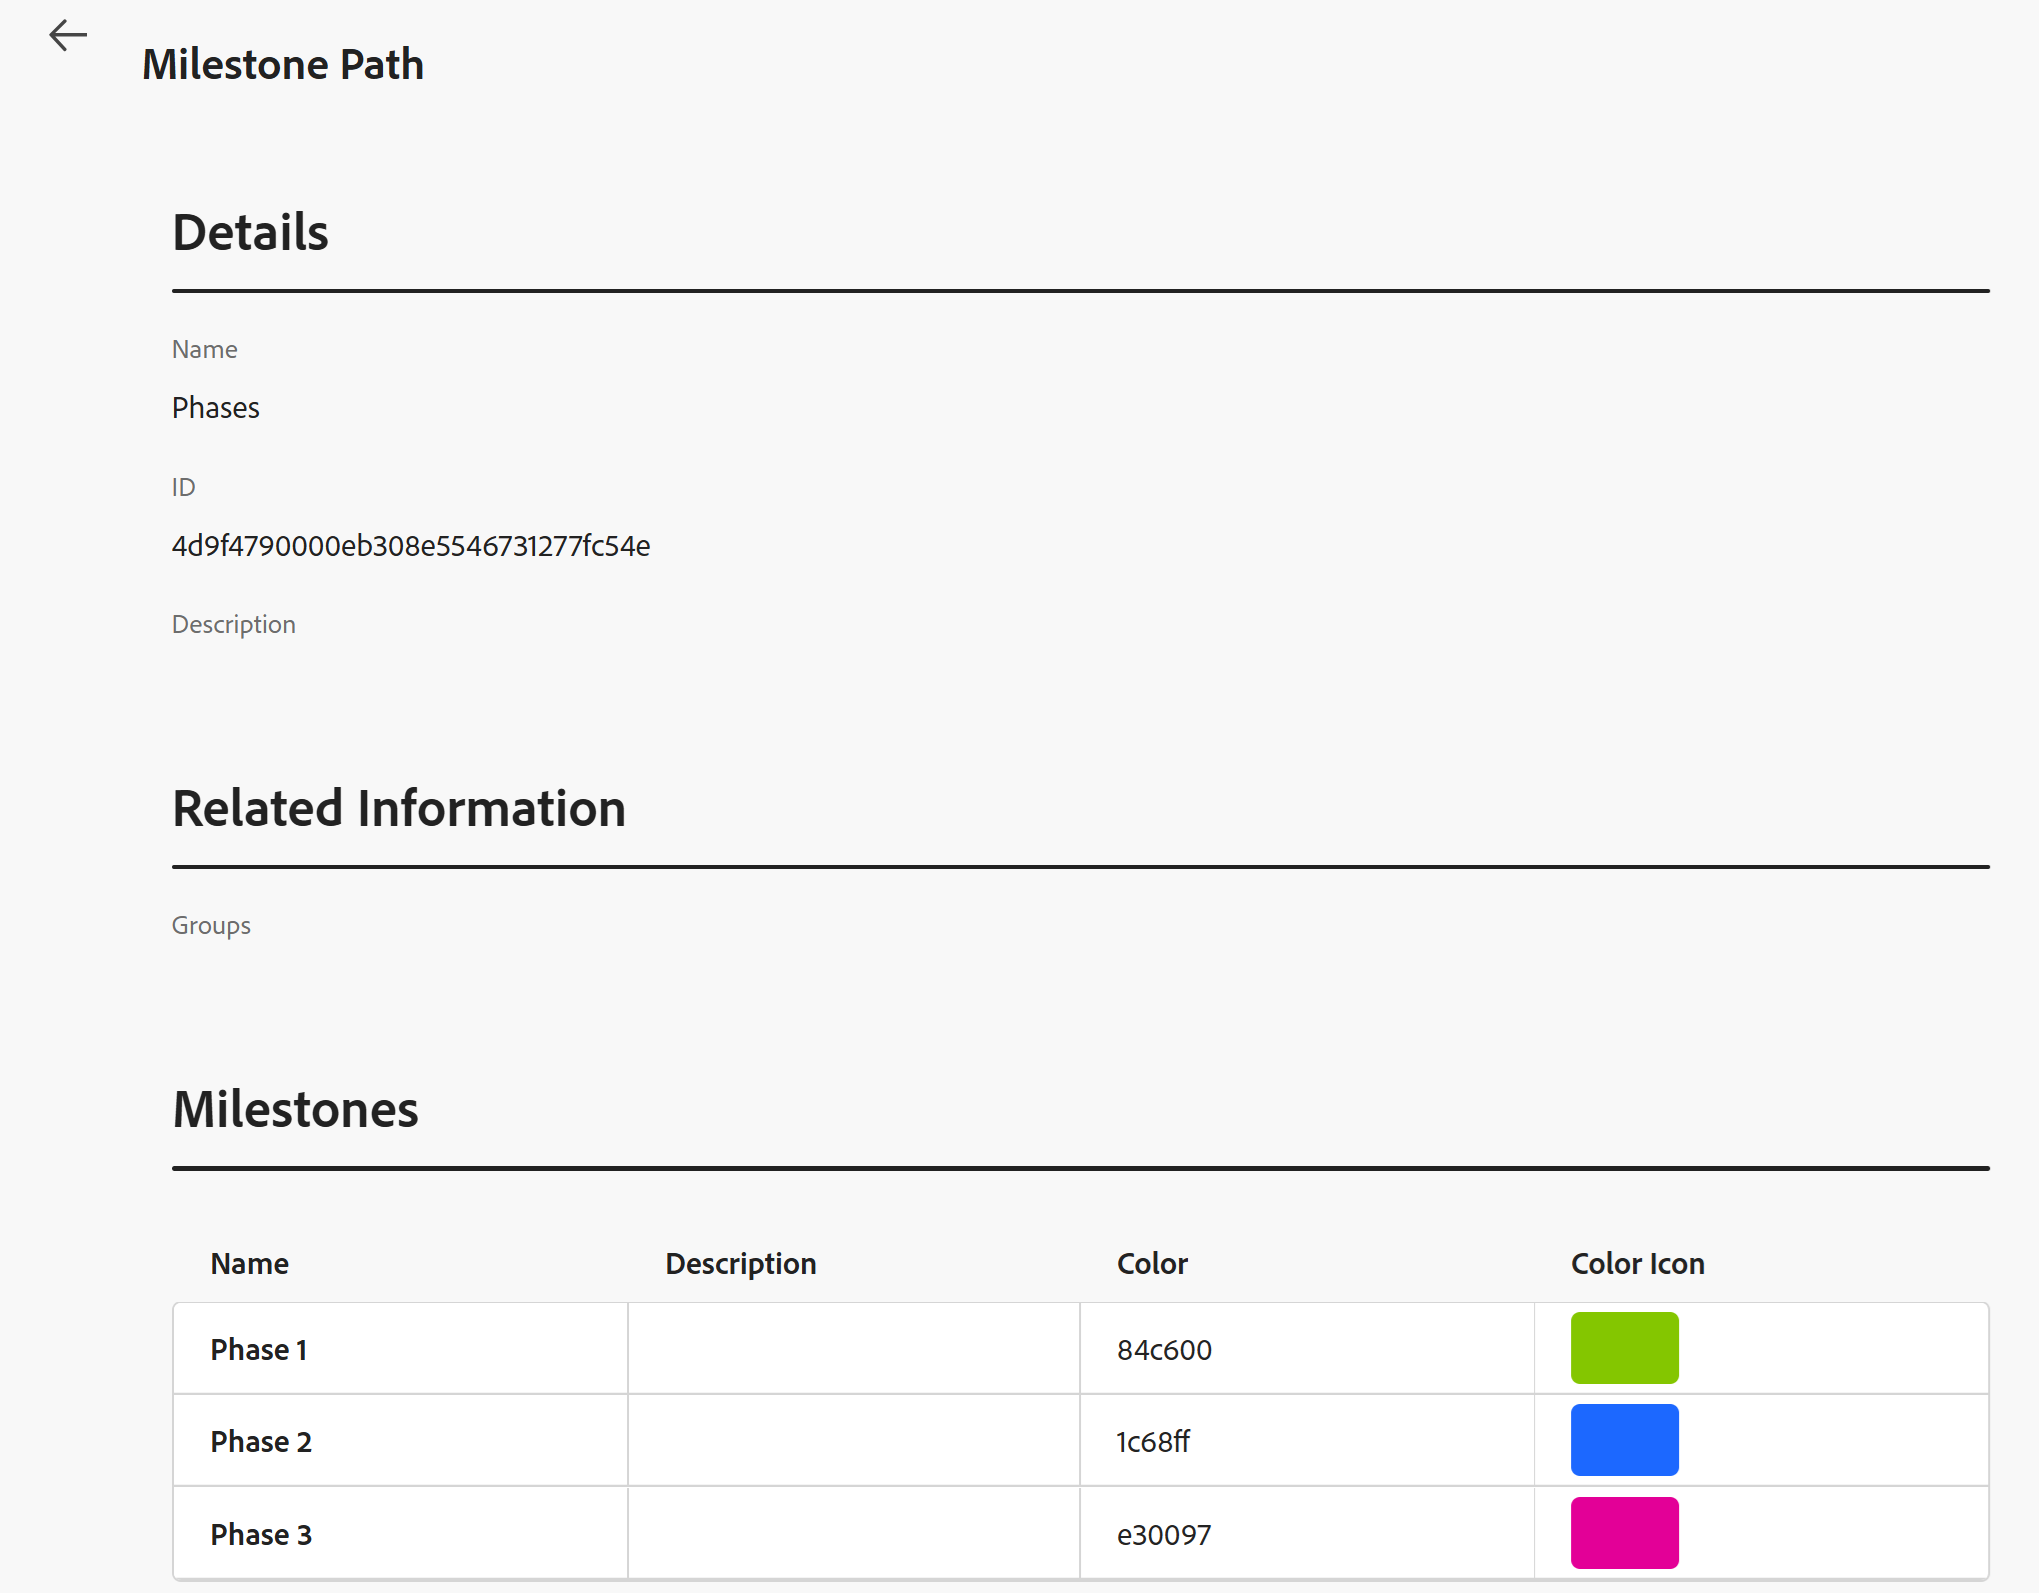 Milestone Path
Details
Name
Phases
ID
4d9f4790000eb308e5546731277fc54e
Description
Related Information
Groups
Milestones
Name Description Color Color Icon
Phase 1 84c600
Phase 2 1c68ff
Phase 3 e30097